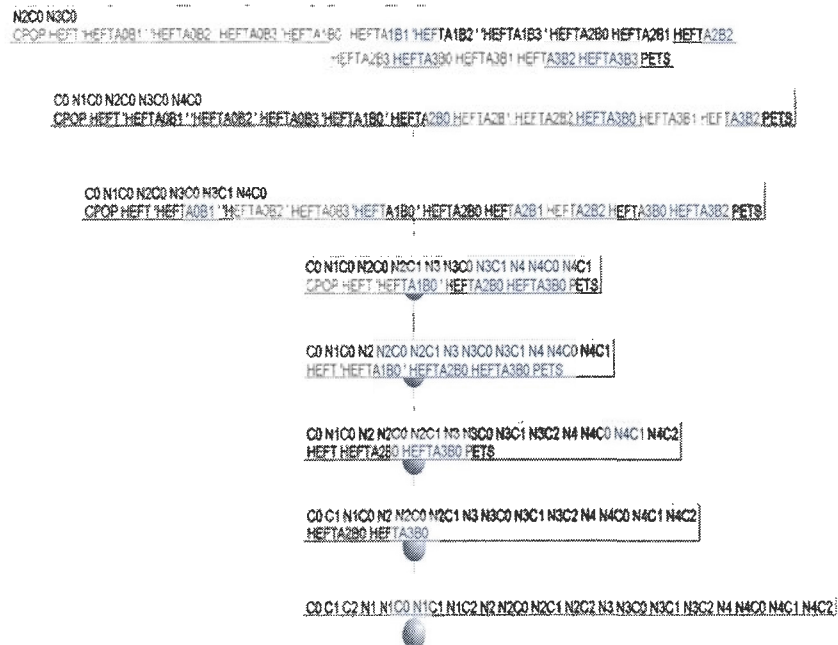 N2C0 N3C0
CPOP HEFT 'HEFTA0B1' 'HEFTA0B2 HEFTA0B3 'HEFTA1B0 HEFTA1B1 'HEFTA1B2' 'HEFTA1B3' 'HEFTA2B0 HEFTA2B1 HEFTA2B2
HEFTA2B3 HEFTA3B0 HEFTA3B1 HEFTA3B2 HEFTA3B3 PETS
C0 N1C0 N2C0 N3C0 N4C0
CPOP HEFT 'HEFTA0B1' 'HEFTA0B2' HEFTA0B3 'HEFTA1B0' HEFTA2B0 HEFTA2B1 HEFTA2B2 HEFTA3B0 HEFTA3B1 HEFTA3B2 PETS
C0 N1C0 N2C0 N3C0 N3C1 N4C0
CPOP HEFT 'HEFTA0B1' 'HEFTA0B2' 'HEFTA0B3 'HEFTA1B0' 'HEFTA2B0 HEFTA2B1 HEFTA2B2 HEFTA3B0 HEFTA3B2 PETS
C0 N1C0 N2C0 N2C1 N3 N3C0 N3C1 N4 N4C0 N4C1
CPOP HEFT 'HEFTA1B0' HEFTA2B0 HEFTA3B0 PETS
C0 N1C0 N2 N2C0 N2C1 N3 N3C0 N3C1 N4 N4C0 N4C1
HEFT 'HEFTA1B0' HEFTA2B0 HEFTA3B0 PETS
C0 N1C0 N2 N2C0 N2C1 N3 N3C0 N3C1 N3C2 N4 N4C0 N4C1 N4C2
HEFT HEFTA2B0 HEFTA3B0 PETS
C0 C1 N1C0 N2 N2C0 N2C1 N3 N3C0 N3C1 N3C2 N4 N4C0 N4C1 N4C2
HEFTA2B0 HEFTA3B0
C0 C1 C2 N1 N1C0 N1C1 N1C2 N2 N2C0 N2C1 N2C2 N3 N3C0 N3C1 N3C2 N4 N4C0 N4C1 N4C2